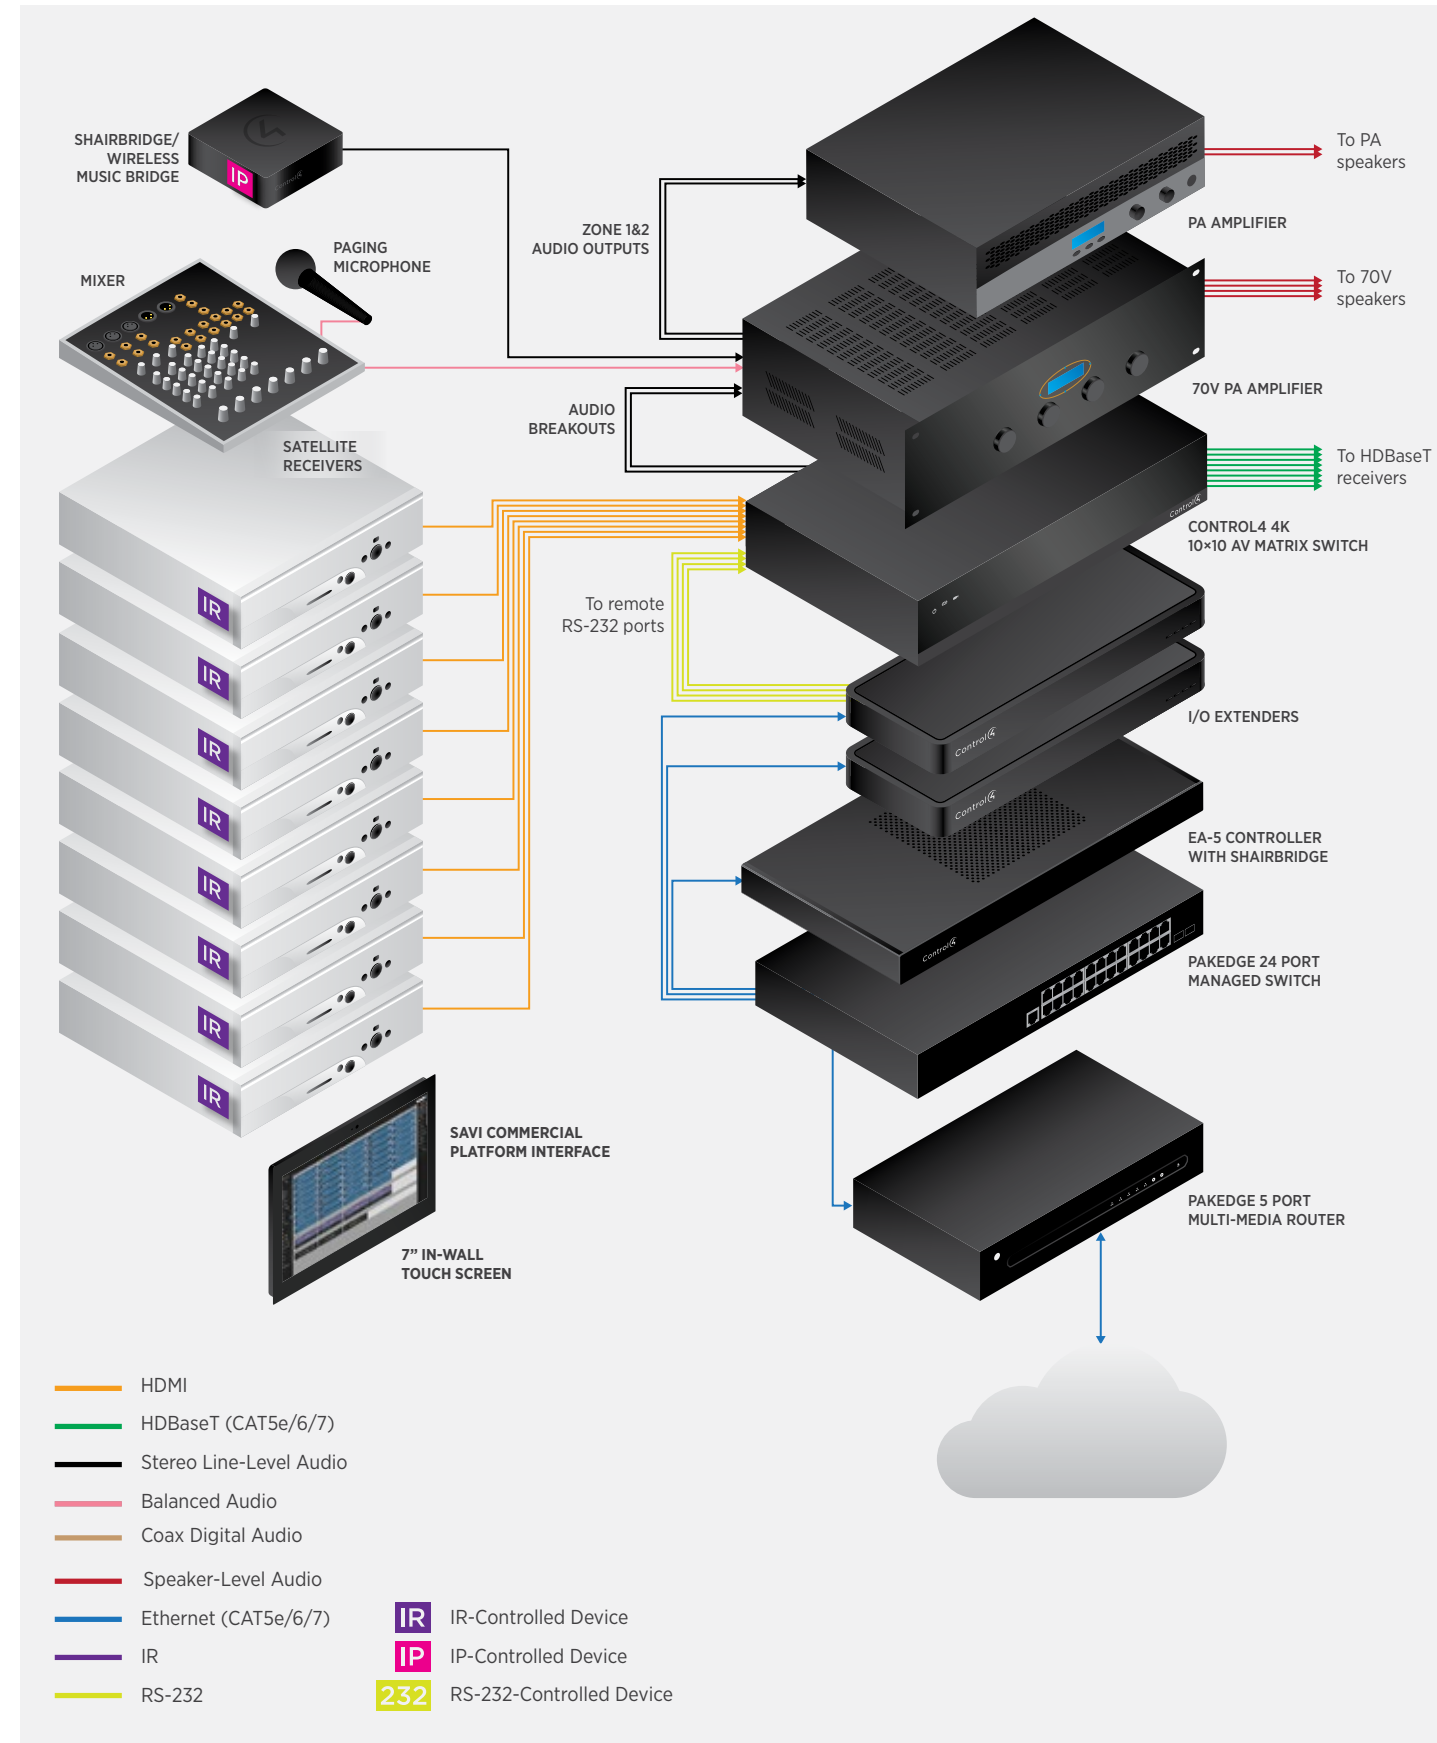 SHAIRBRIDGE/
WIRELESS
MUSIC BRIDGE
IP
Control4
PAGING
MICROPHONE
MIXER
ZONE 1&2
AUDIO OUTPUTS
To PA
speakers
PA AMPLIFIER
To 70V
speakers
70V PA AMPLIFIER
AUDIO
BREAKOUTS
SATELLITE
RECEIVERS
To HDBaseT
receivers
Control4
CONTROL4 4K
10×10 AV MATRIX SWITCH
To remote
RS-232 ports
IR
IR
IR
IR
IR
IR
IR
IR
Control4
I/O EXTENDERS
Control4
EA-5 CONTROLLER
WITH SHAIRBRIDGE
Control4
PAKEDGE 24 PORT
MANAGED SWITCH
SAVI COMMERCIAL
PLATFORM INTERFACE
7” IN-WALL
TOUCH SCREEN
PAKEDGE 5 PORT
MULTI-MEDIA ROUTER
HDMI
HDBaseT (CAT5e/6/7)
Stereo Line-Level Audio
Balanced Audio
Coax Digital Audio
Speaker-Level Audio
Ethernet (CAT5e/6/7)
IR
RS-232
IR IR-Controlled Device
IP IP-Controlled Device
232 RS-232-Controlled Device